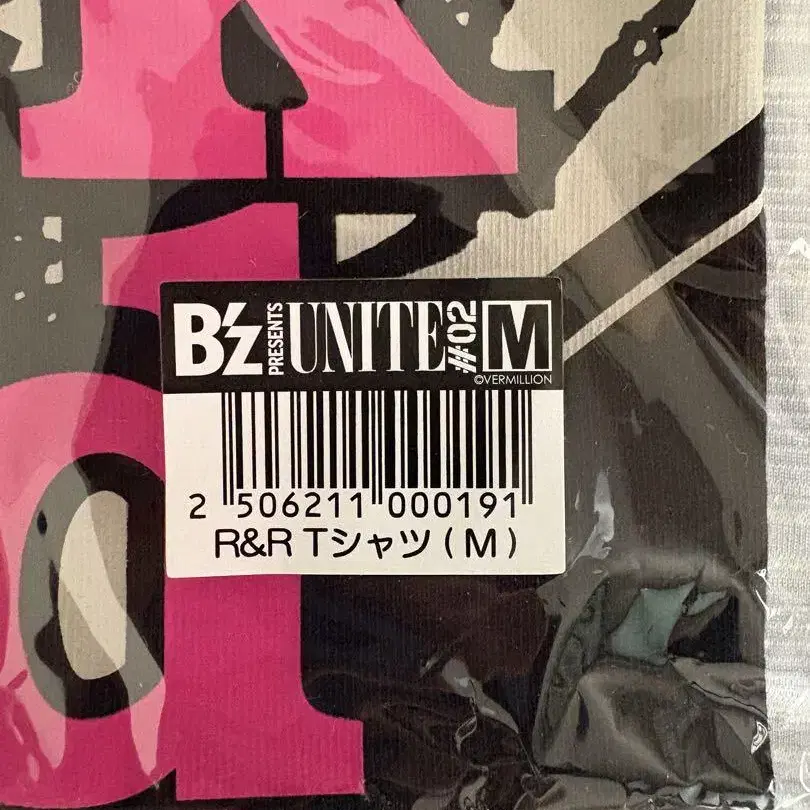 B'z PRESENTS UNITE #02 M
©VERMILLION
2 506211 000191
R&R Tシャツ (M)